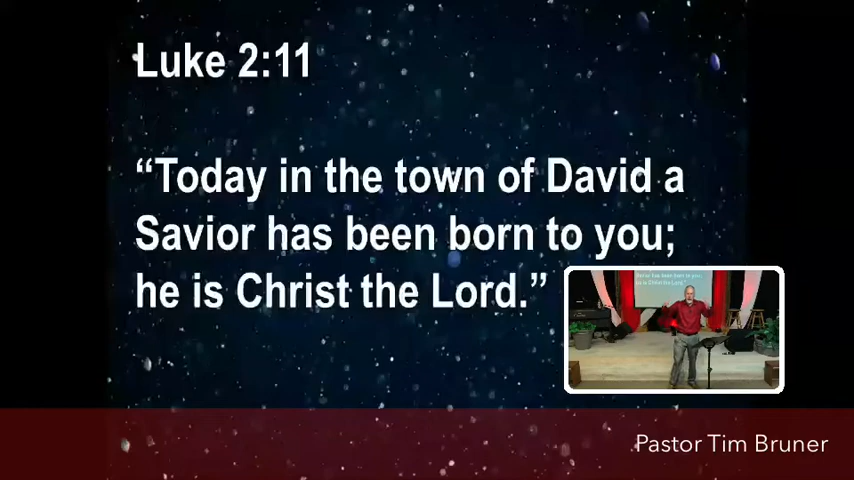 Luke 2:11
“Today in the town of David a
Savior has been born to you;
he is Christ the Lord.”
Pastor Tim Bruner